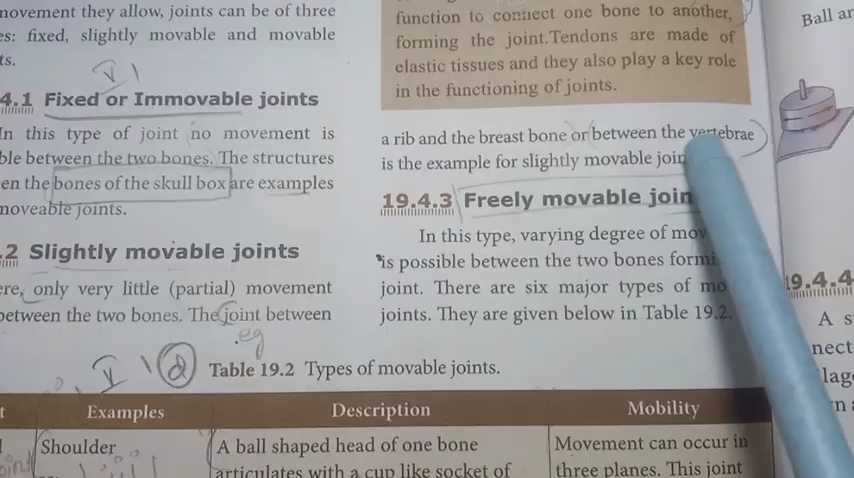 movement they allow, joints can be of three
es: fixed, slightly movable and movable
ts.
V 1
4.1 Fixed or Immovable joints
In this type of joint no movement is
ble between the two bones. The structures
en the bones of the skull box are examples
moveable joints.
.2 Slightly movable joints
ere, only very little (partial) movement
between the two bones. The joint between
eg
function to connect one bone to another,
forming the joint.Tendons are made of
elastic tissues and they also play a key role
in the functioning of joints.
a rib and the breast bone or between the vertebrae
is the example for slightly movable join
19.4.3 Freely movable join
In this type, varying degree of mov
is possible between the two bones formi
joint. There are six major types of mo
joints. They are given below in Table 19.2.
Ball an
19.4.4
A s
nect
lage
n a
V 1 d
Table 19.2 Types of movable joints.
t Examples Description Mobility
Shoulder A ball shaped head of one bone Movement can occur in
oint articulates with a cup like socket of three planes. This joint